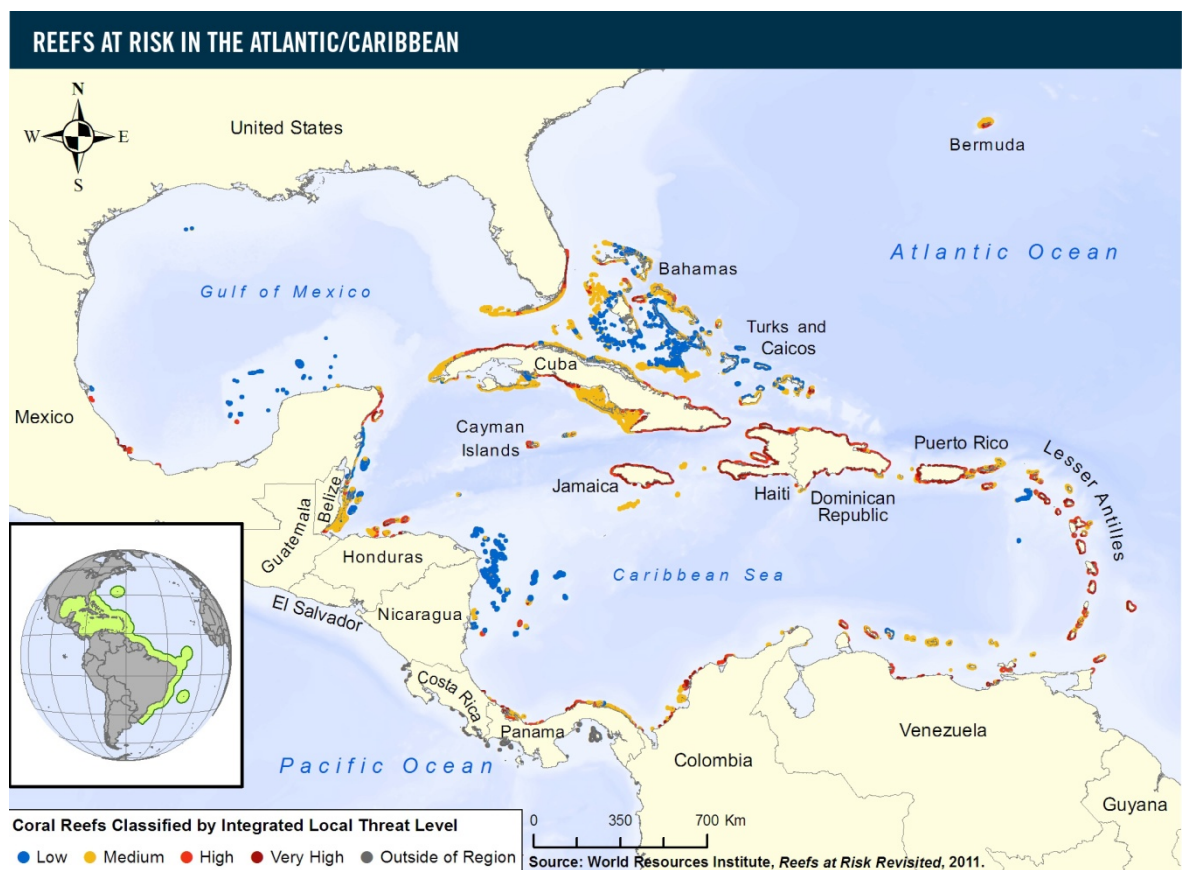 REEFS AT RISK IN THE ATLANTIC/CARIBBEAN
N
W
E
S
United States
Bermuda
Atlantic Ocean
Gulf of Mexico
Bahamas
Turks and
Caicos
Cuba
Mexico
Cayman
Islands
Puerto Rico
Lesser Antilles
Jamaica
Haiti
Dominican
Republic
Belize
Guatemala
Honduras
Caribbean Sea
El Salvador
Nicaragua
Costa Rica
Panama
Venezuela
Colombia
Pacific Ocean
Guyana
Coral Reefs Classified by Integrated Local Threat Level
Low Medium High Very High Outside of Region
0 350 700 Km
Source: World Resources Institute, Reefs at Risk Revisited, 2011.